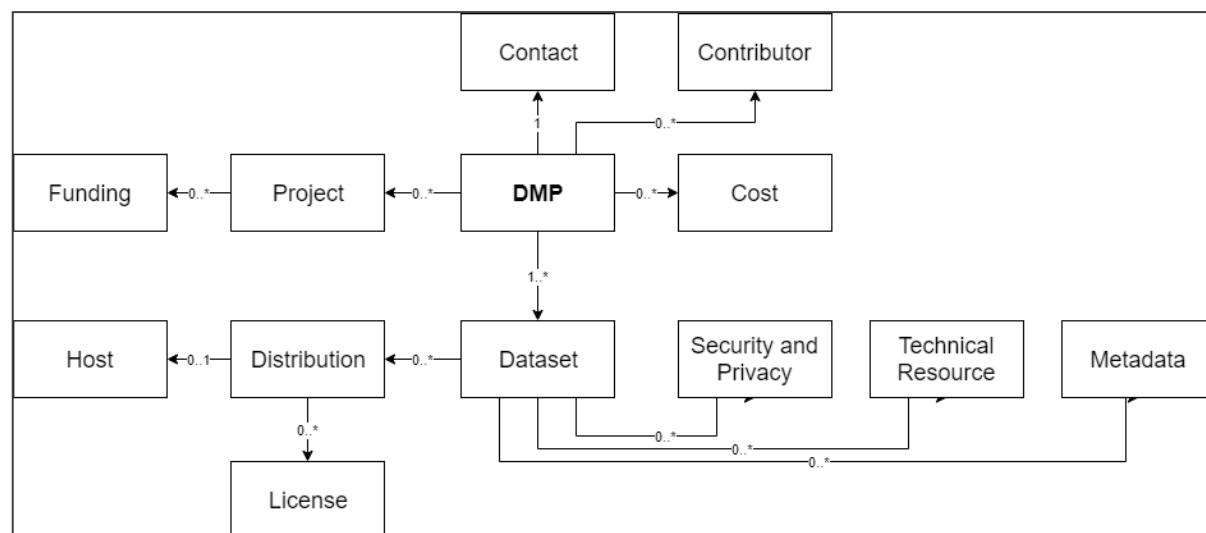 Contact
Contributor
1
0..*
Funding
0..*
Project
0..*
DMP
0..*
Cost
1..*
Host
0..1
Distribution
0..*
Dataset
Security and
Privacy
Technical
Resource
Metadata
0..*
0..*
0..*
0..*
License